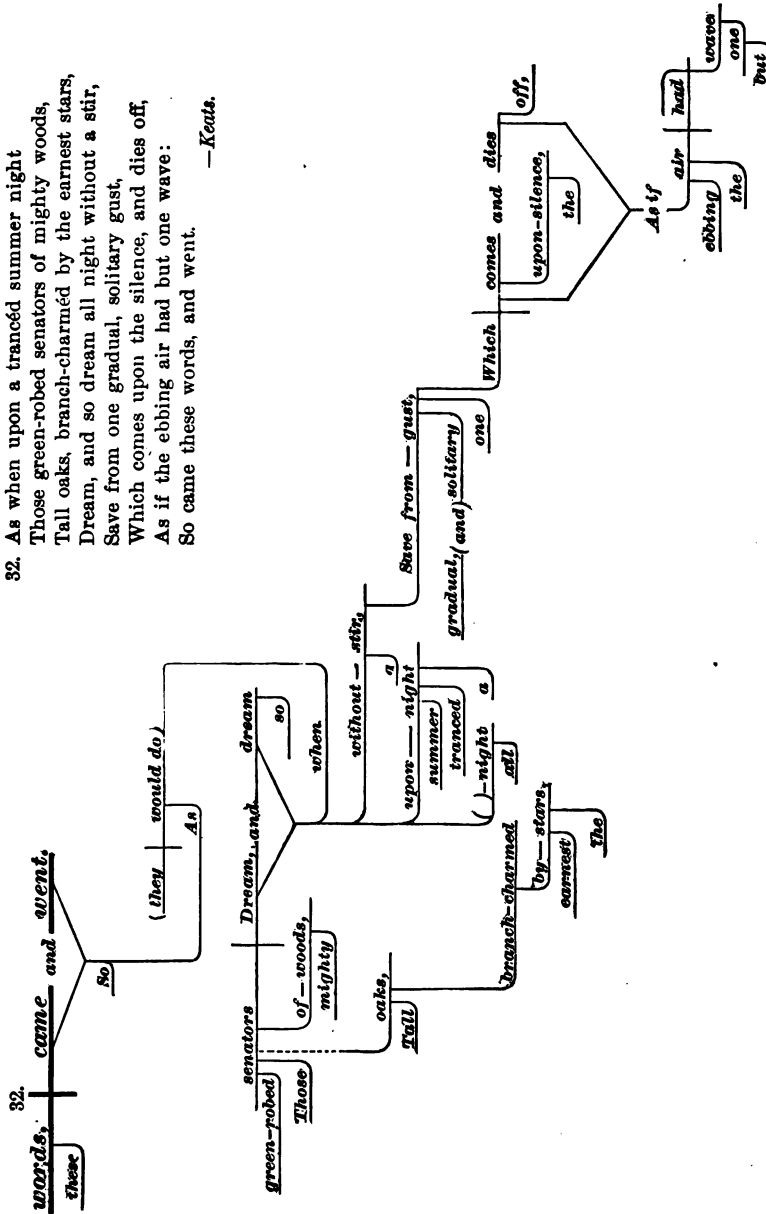 32. As when upon a trancéd summer night
Those green-robed senators of mighty woods,
Tall oaks, branch-charméd by the earnest stars,
Dream, and so dream all night without a stir,
Save from one gradual, solitary gust,
Which comes upon the silence, and dies off,
As if the ebbing air had but one wave:
So came these words, and went.
—Keats.
32.
words, came and went.
these
So
(they would do)
As
when
senators Dream, and dream
so
green-robed
Those
of—woods,
mighty
oaks,
Tall
branch-charmed
by—stars,
earnest
the
without—stir,
a
upon—night
summer
tranced
a
( )-night
all
Save from—gust,
gradual, (and) solitary
one
Which comes and dies
off,
upon-silence,
the
As if
air had
ebbing
the
wave
one
but